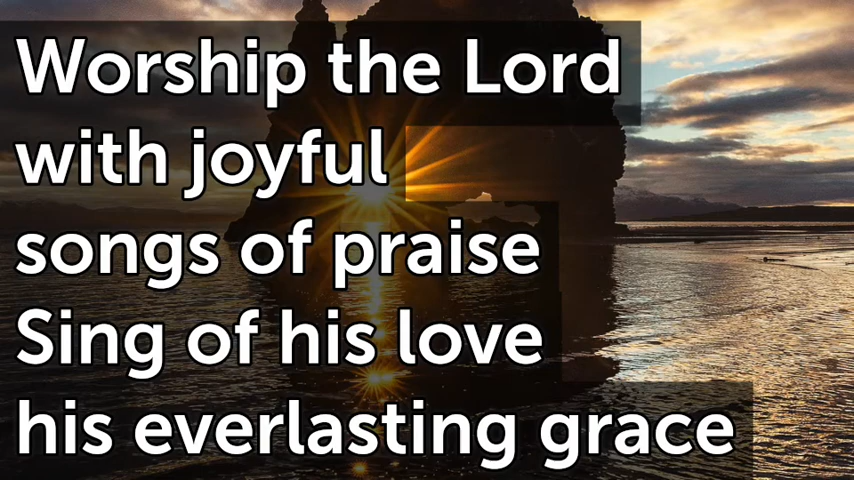 Worship the Lord
with joyful
songs of praise
Sing of his love
his everlasting grace